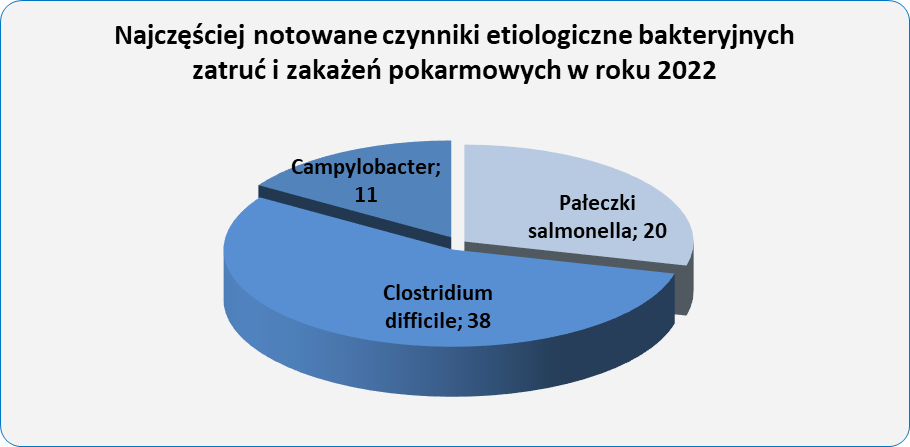 Najczęściej notowane czynniki etiologiczne bakteryjnych
zatruć i zakażeń pokarmowych w roku 2022
Campylobacter;
11
Pałeczki
salmonella; 20
Clostridium
difficile; 38